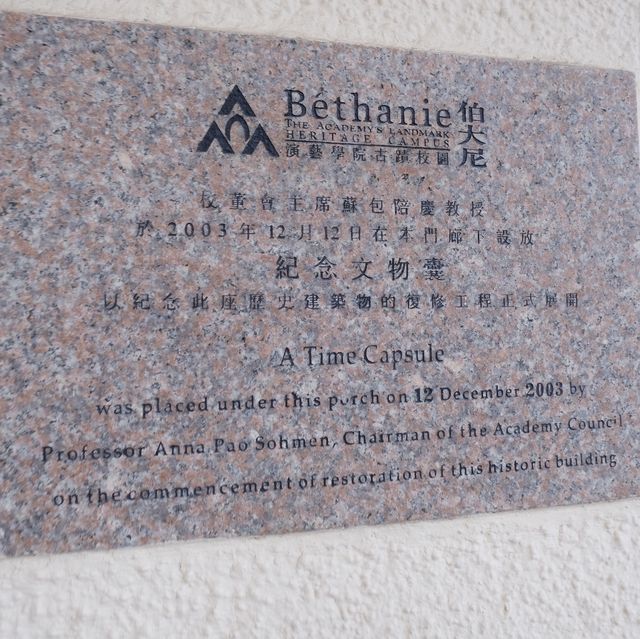 Béthanie 伯大尼
THE ACADEMY'S LANDMARK
HERITAGE CAMPUS
演藝學院古蹟校園
校董會主席蘇包陪慶教授
於2003年12月12日在本門廊下設放
紀念文物囊
以紀念此座歷史建築物的復修工程正式展開
A Time Capsule
was placed under this porch on 12 December 2003 by
Professor Anna Pao Sohmen, Chairman of the Academy Council
on the commencement of restoration of this historic building